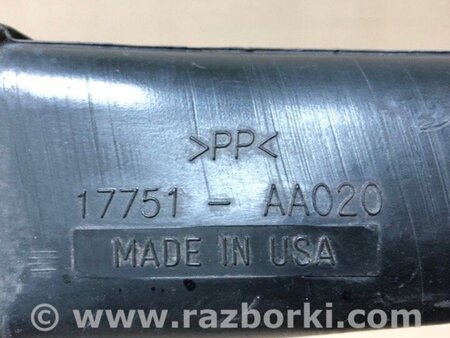 >PP<
17751 - AA020
MADE IN USA
© www.razborki.com